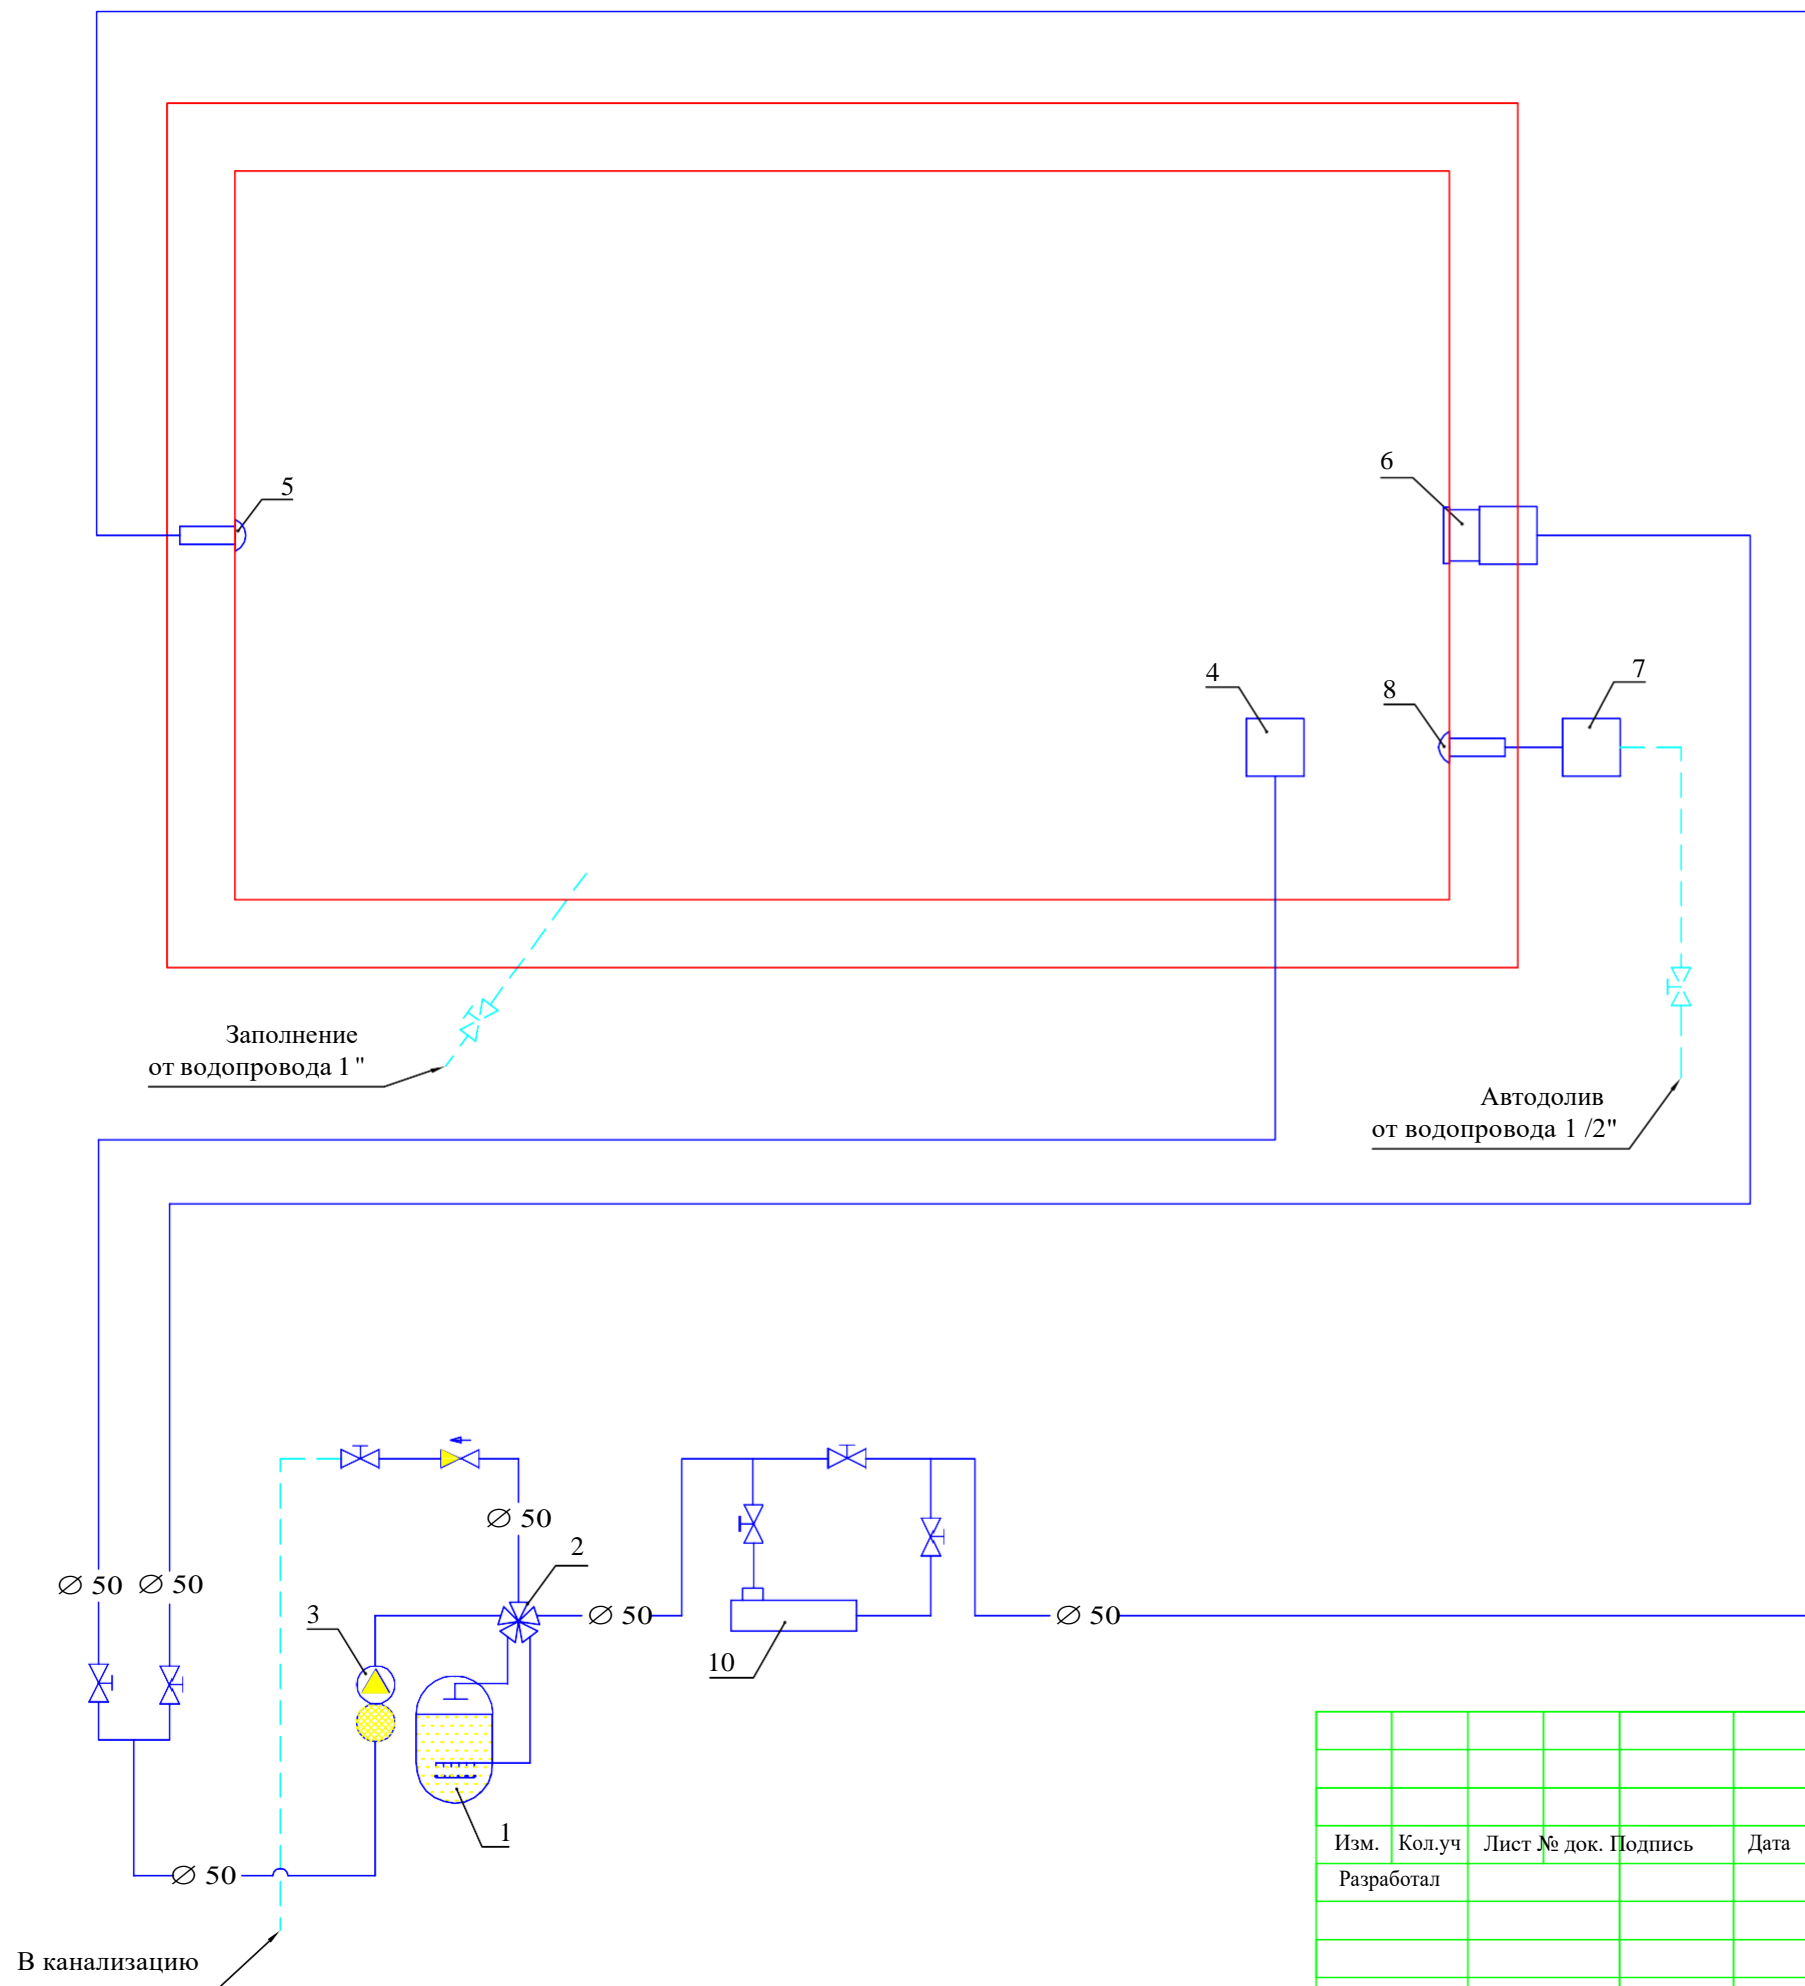 5
6
4
8
7
Заполнение
от водопровода 1"
Автодолив
от водопровода 1 /2"
∅ 50
2
∅ 50 ∅ 50
3
∅ 50
∅ 50
10
1
∅ 50
Изм. Кол.уч Лист № док. Подпись Дата
Разработал
В канализацию